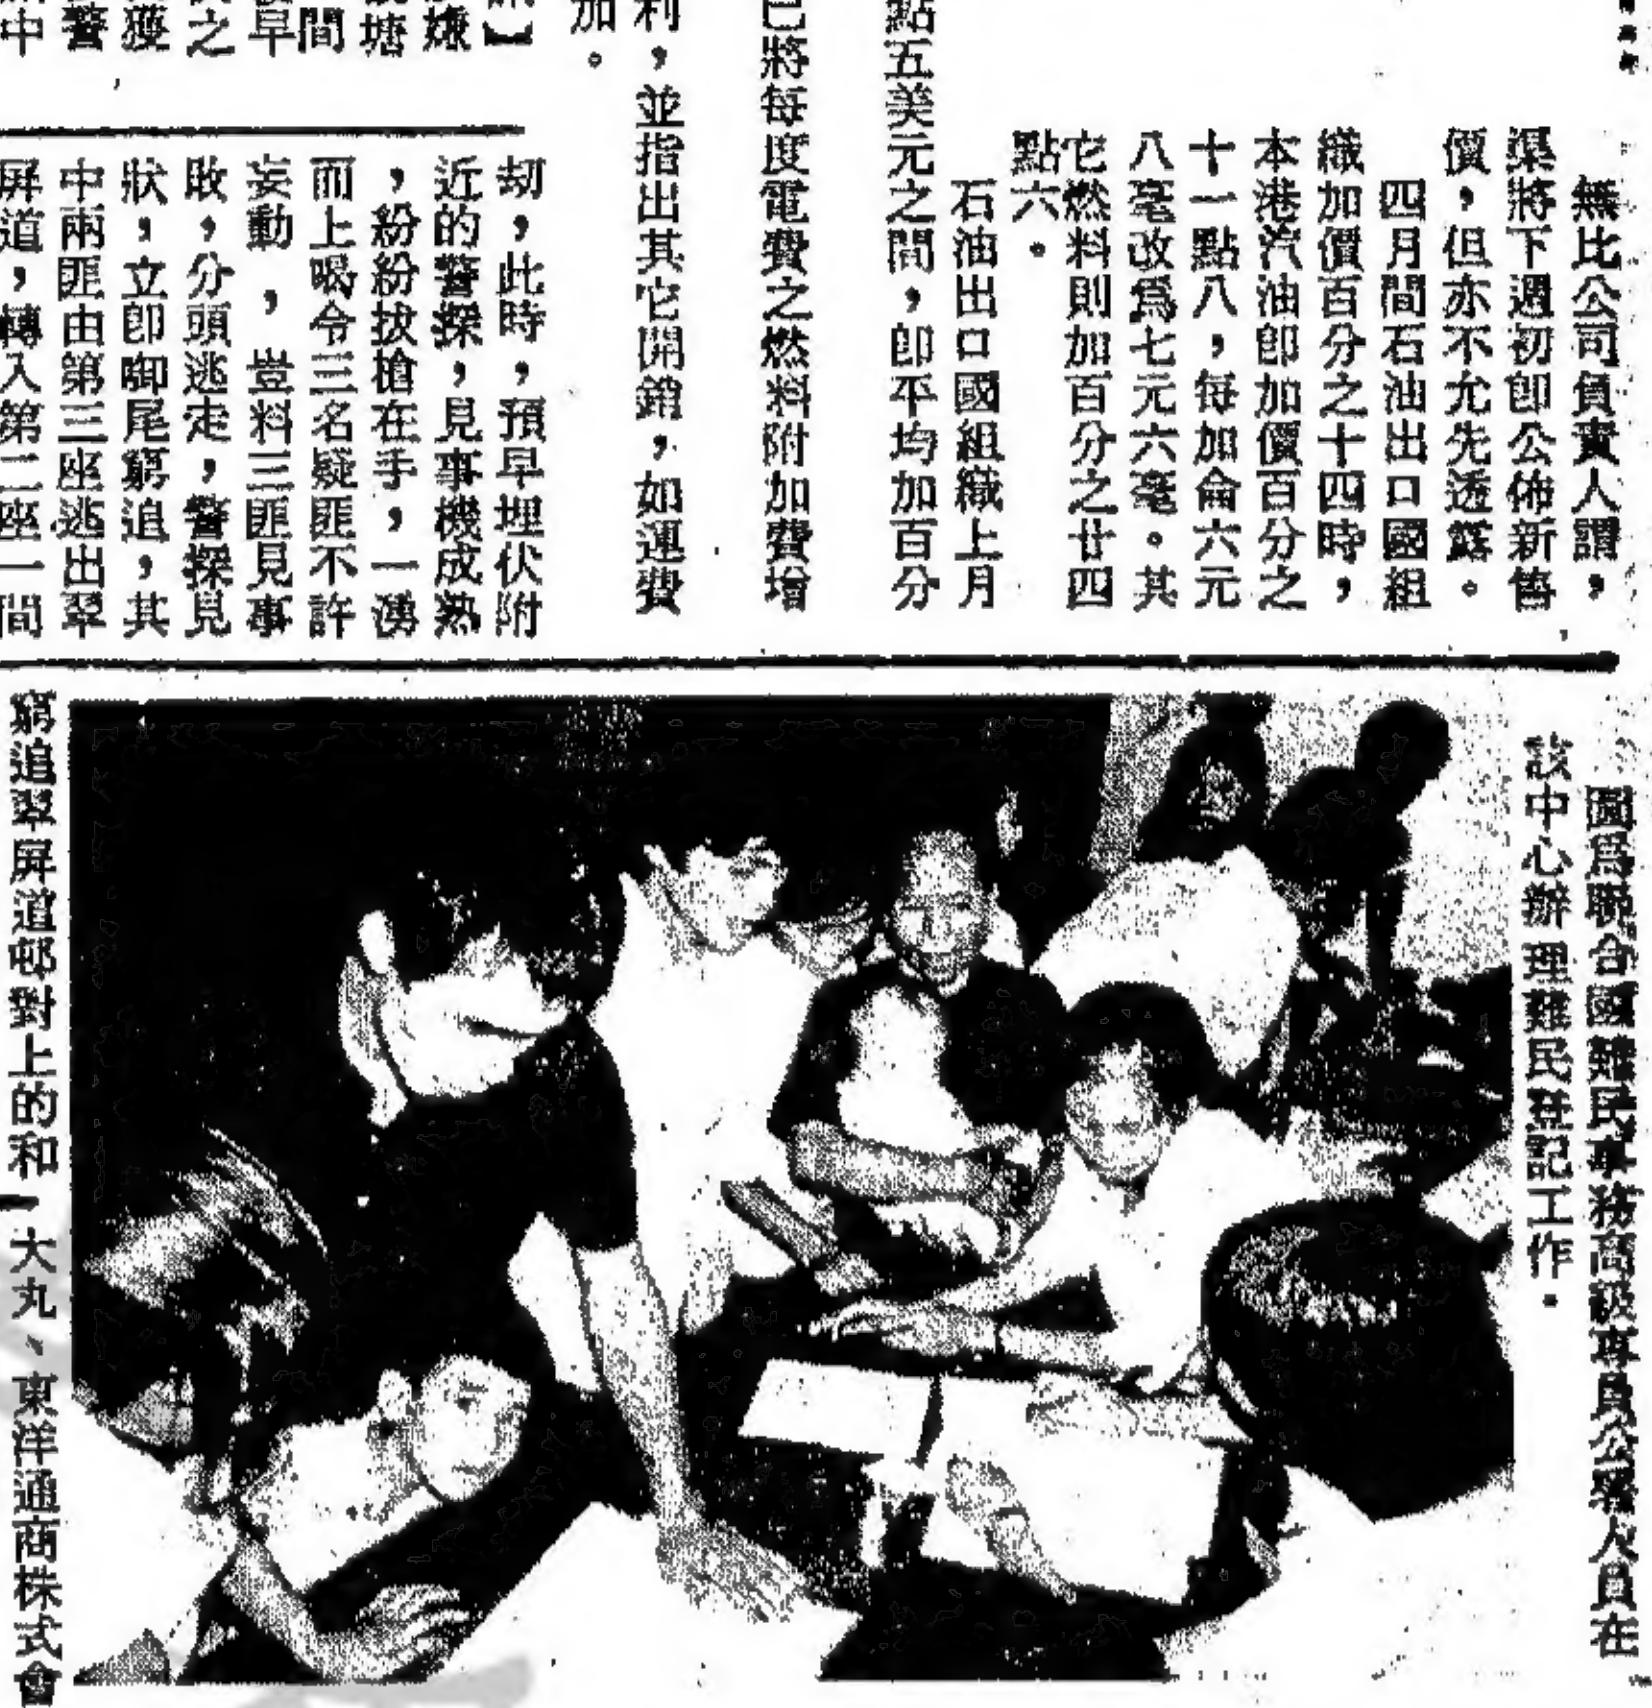 無比公司負責人謂，
渠將下週初即公佈新售
價，但亦不允先透露。
四月間石油出口國組
織加價百分之十四時，
本港汽油即加價百分之
十一點八，每加侖六元
八毫改爲七元六毫。其
它燃料則加百分之廿四
點六。
石油出口國組織上月
點五美元之間，即平均加百分
已將每度電費之燃料附加費增
利，並指出其它開銷，如運費
加。
劫，此時，預早埋伏附
近的警探，見事機成熟
，紛紛拔槍在手，一湧
而上喝令三名疑匪不許
妄動，豈料三匪見事
敗，分頭逃走，警探見
狀，立即啣尾窮追，其
中兩匪由第三座逃出翠
屏道，轉入第二座一間
圖爲聯合國難民事務高級專員公署人員在
該中心辦理難民登記工作。
窮追翠屏道邨對上的和
大丸、東洋通商株式會